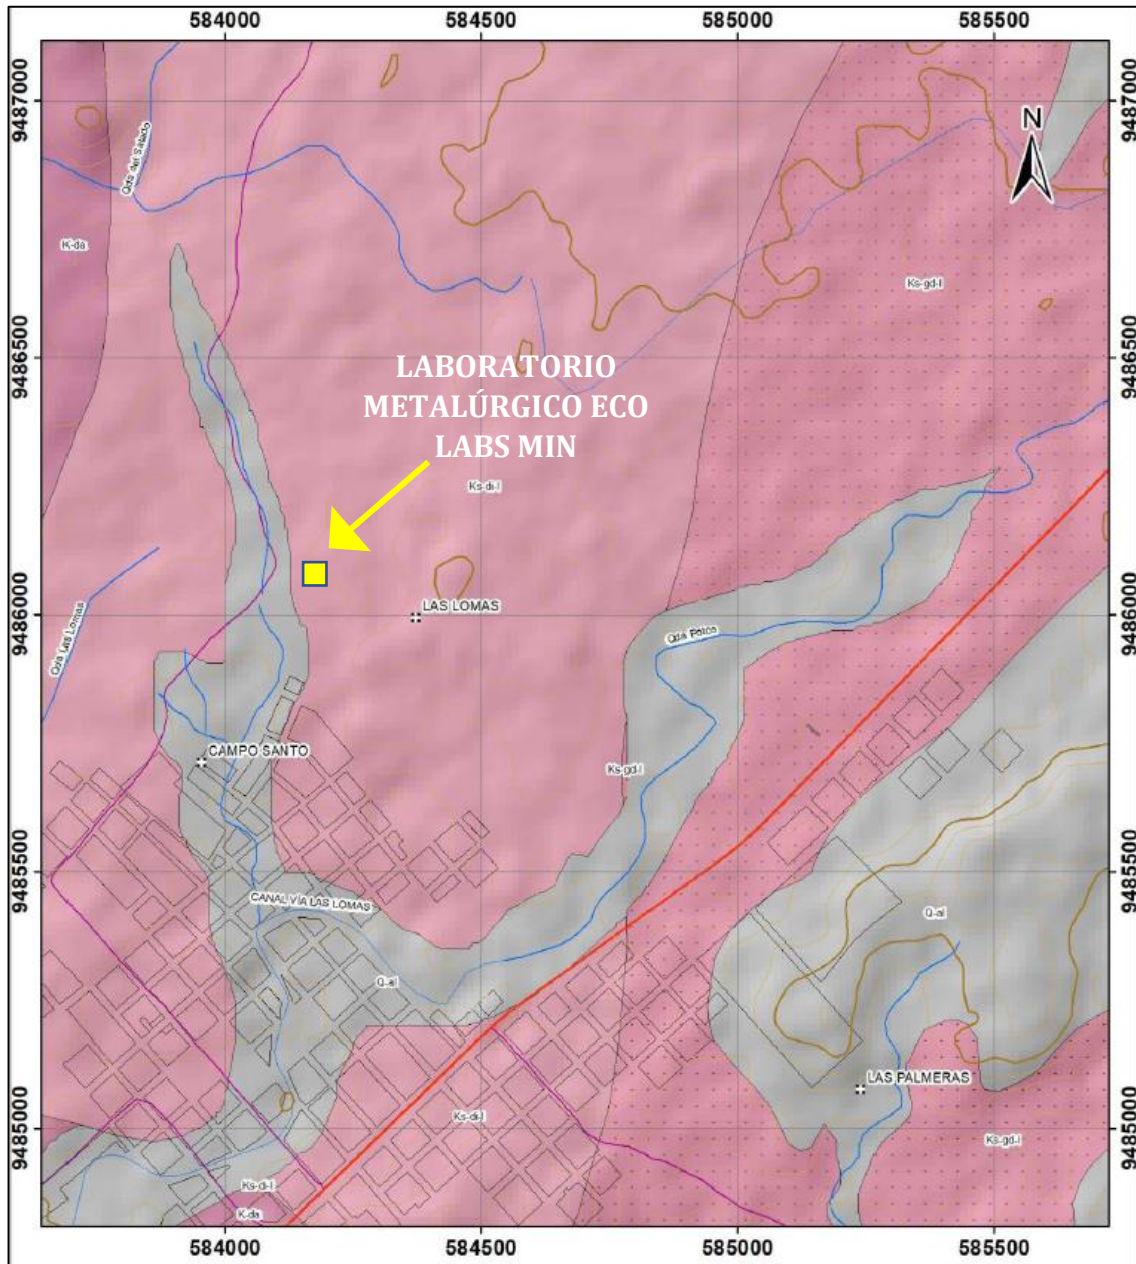 584000 584500 585000 585500
9487000 9487000
N
Qda del Salado
K-da
Ks-gd-l
9486500 9486500
LABORATORIO
METALÚRGICO ECO
LABS MIN
Ks-di-l
9486000 9486000
LAS LOMAS
Qda Las Lomas
Qda Potos
CAMPO SANTO
Ks-gd-l
9485500 9485500
CANAL VÍA LAS LOMAS
Q-al
Q-al
LAS PALMERAS
9485000 9485000
Ks-di-l
Ks-gd-l
Ks-di-l
K-da
584000 584500 585000 585500